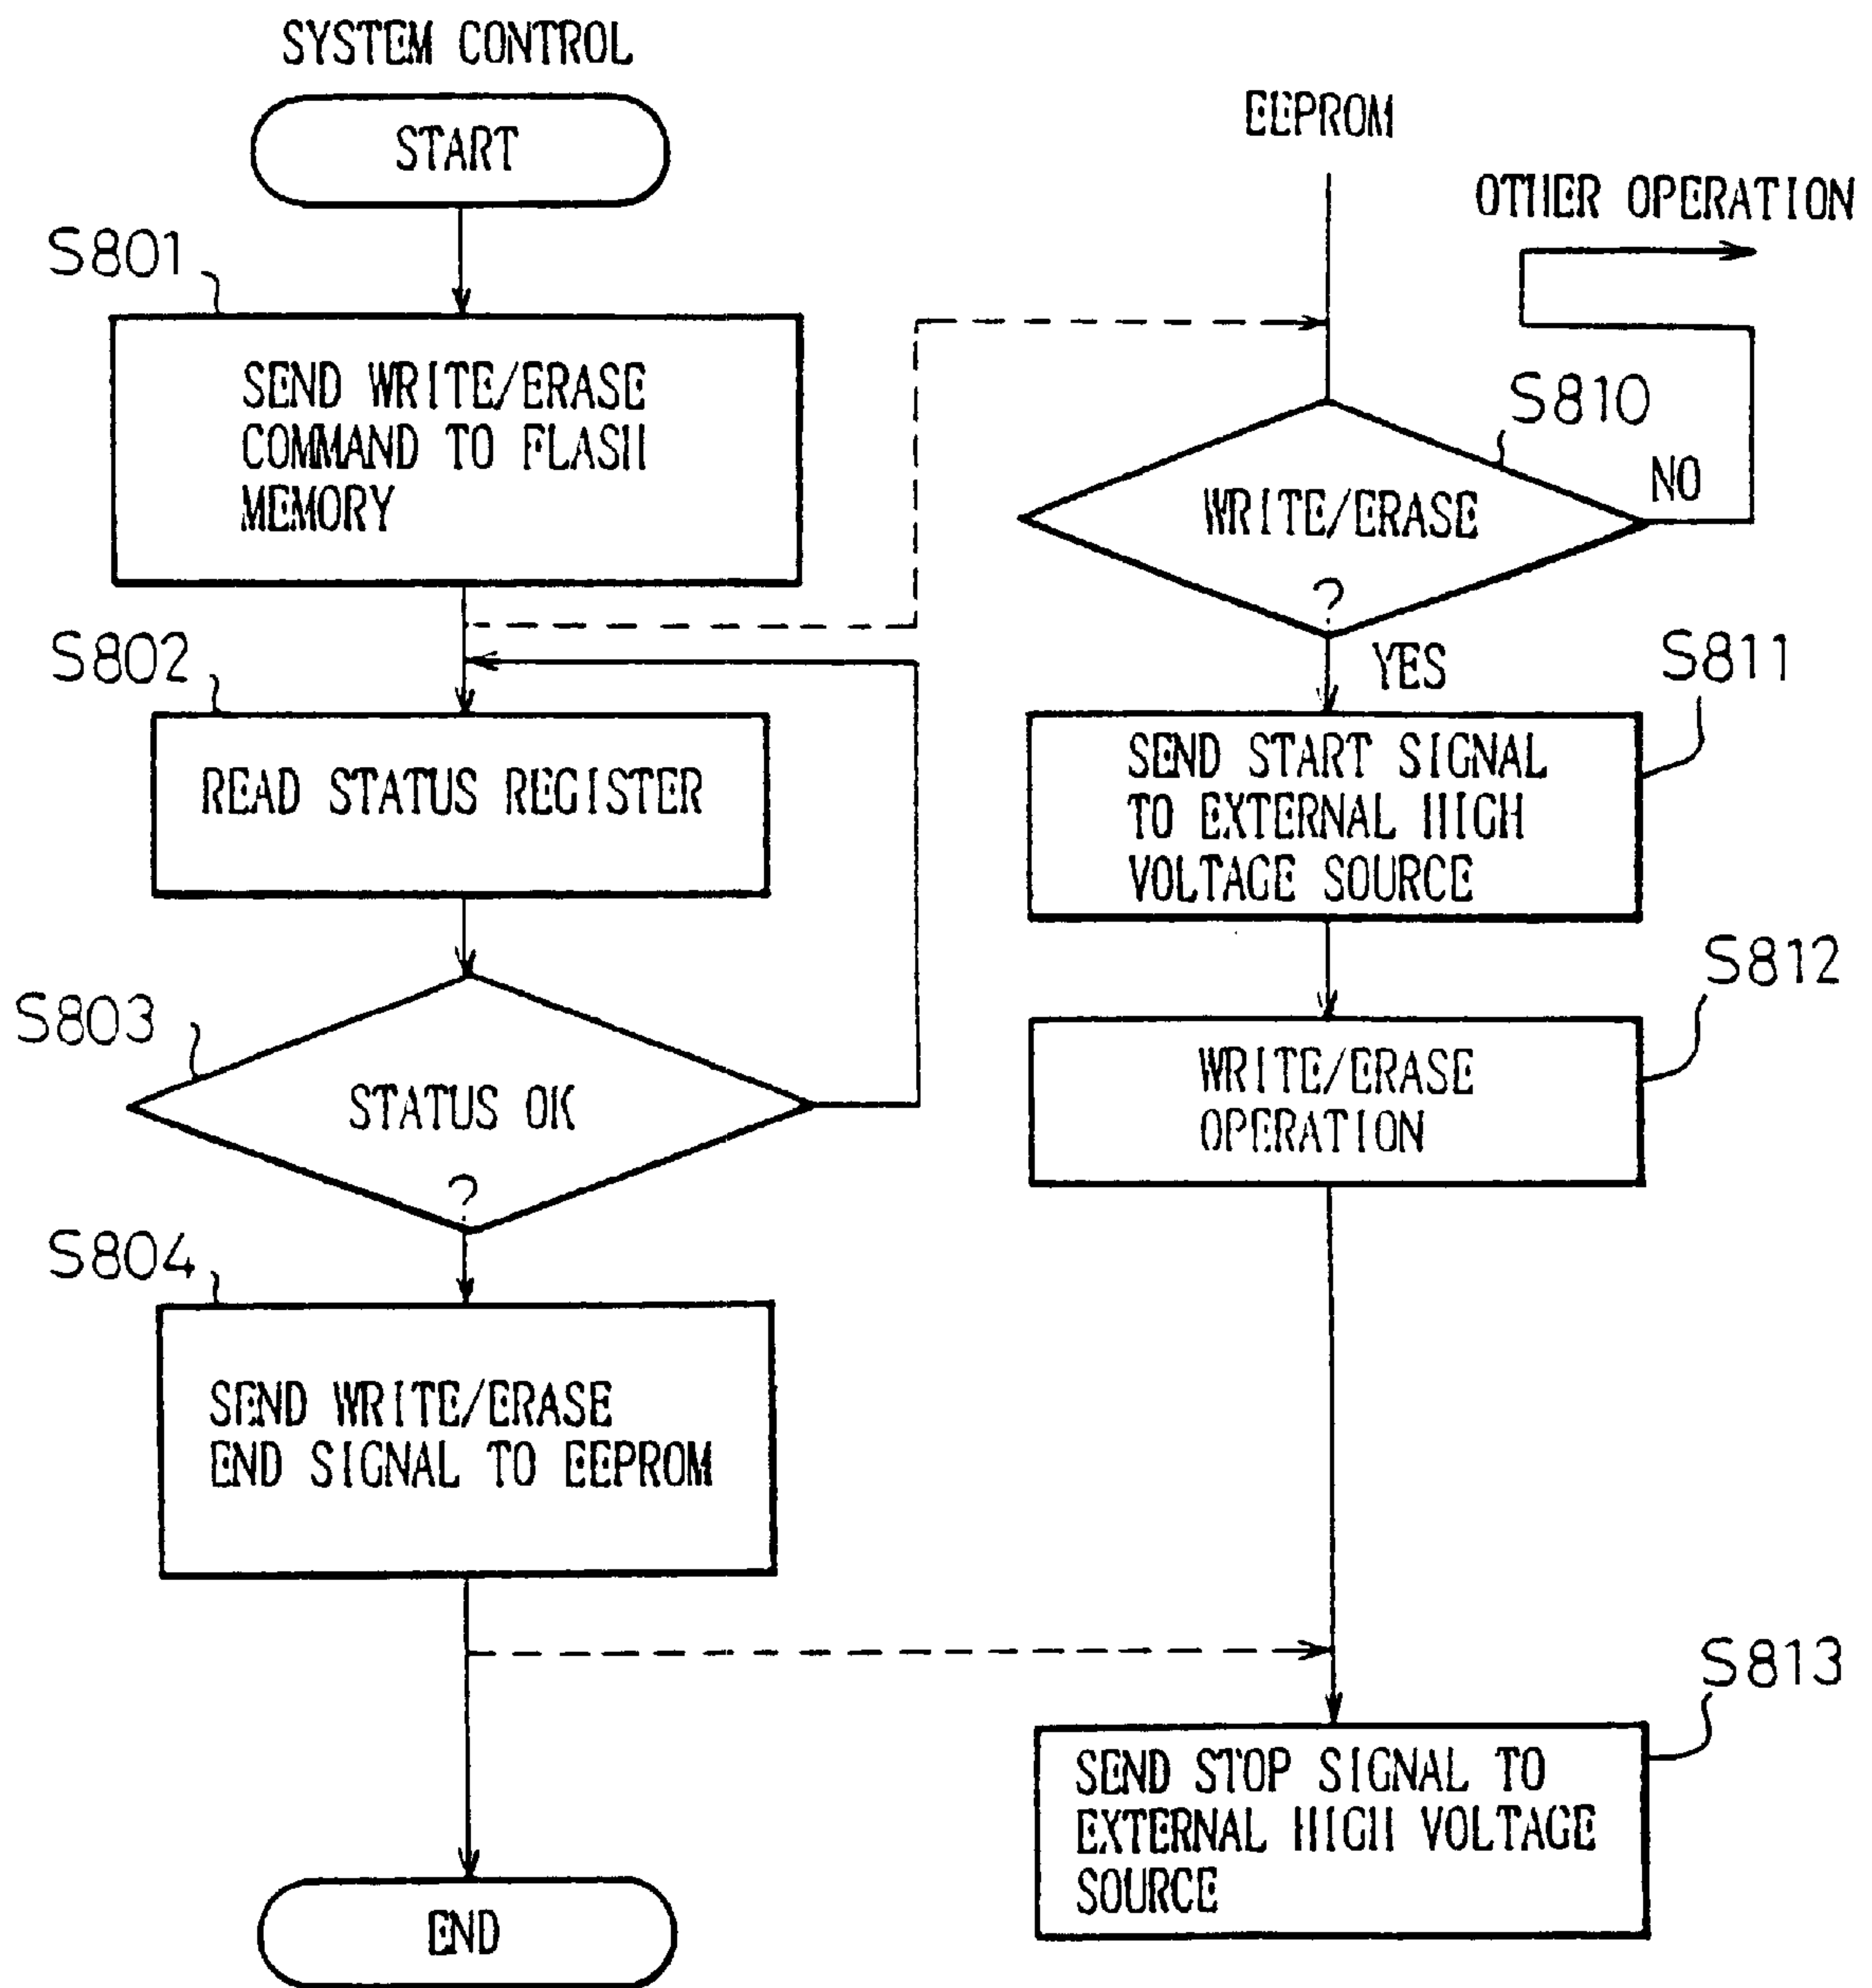 SYSTEM CONTROL
START
S801
SEND WRITE/ERASE
COMMAND TO FLASH
MEMORY
S802
READ STATUS REGISTER
S803
STATUS OK
?
S804
SEND WRITE/ERASE
END SIGNAL TO EEPROM
END
EEPROM
OTHER OPERATION
S810
WRITE/ERASE
?
NO
YES
S811
SEND START SIGNAL
TO EXTERNAL HIGH
VOLTAGE SOURCE
S812
WRITE/ERASE
OPERATION
S813
SEND STOP SIGNAL TO
EXTERNAL HIGH VOLTAGE
SOURCE